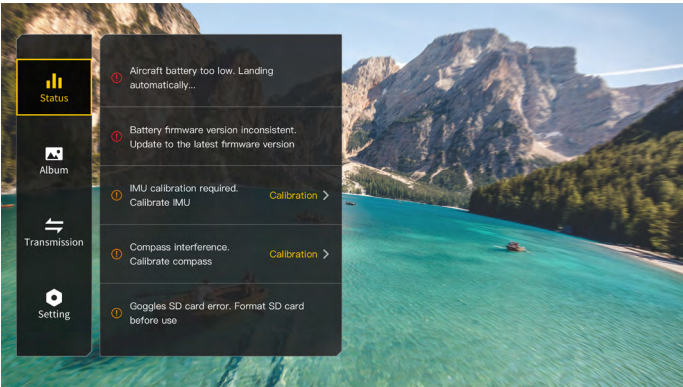 Status
Album
Transmission
Setting
Aircraft battery too low. Landing
automatically...
Battery firmware version inconsistent.
Update to the latest firmware version
IMU calibration required.
Calibrate IMU
Calibration
Compass interference.
Calibrate compass
Calibration
Goggles SD card error. Format SD card
before use